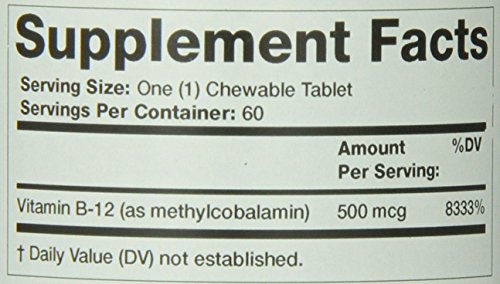 Supplement Facts
Serving Size: One (1) Chewable Tablet
Servings Per Container: 60
Amount Per Serving: %DV
Vitamin B-12 (as methylcobalamin) 500 mcg 8333%
† Daily Value (DV) not established.